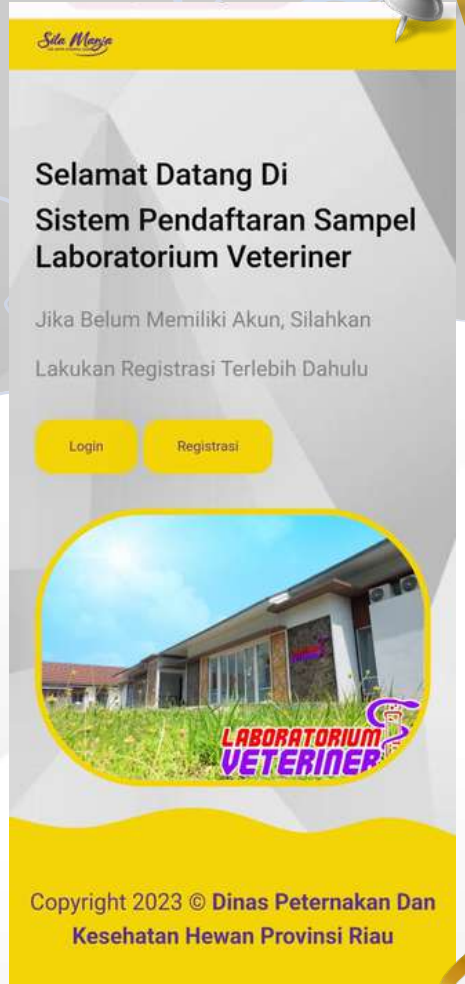 Sila Manja
Selamat Datang Di
Sistem Pendaftaran Sampel
Laboratorium Veteriner
Jika Belum Memiliki Akun, Silahkan
Lakukan Registrasi Terlebih Dahulu
Login Registrasi
LABORATORIUM
VETERINER
Copyright 2023 © Dinas Peternakan Dan
Kesehatan Hewan Provinsi Riau